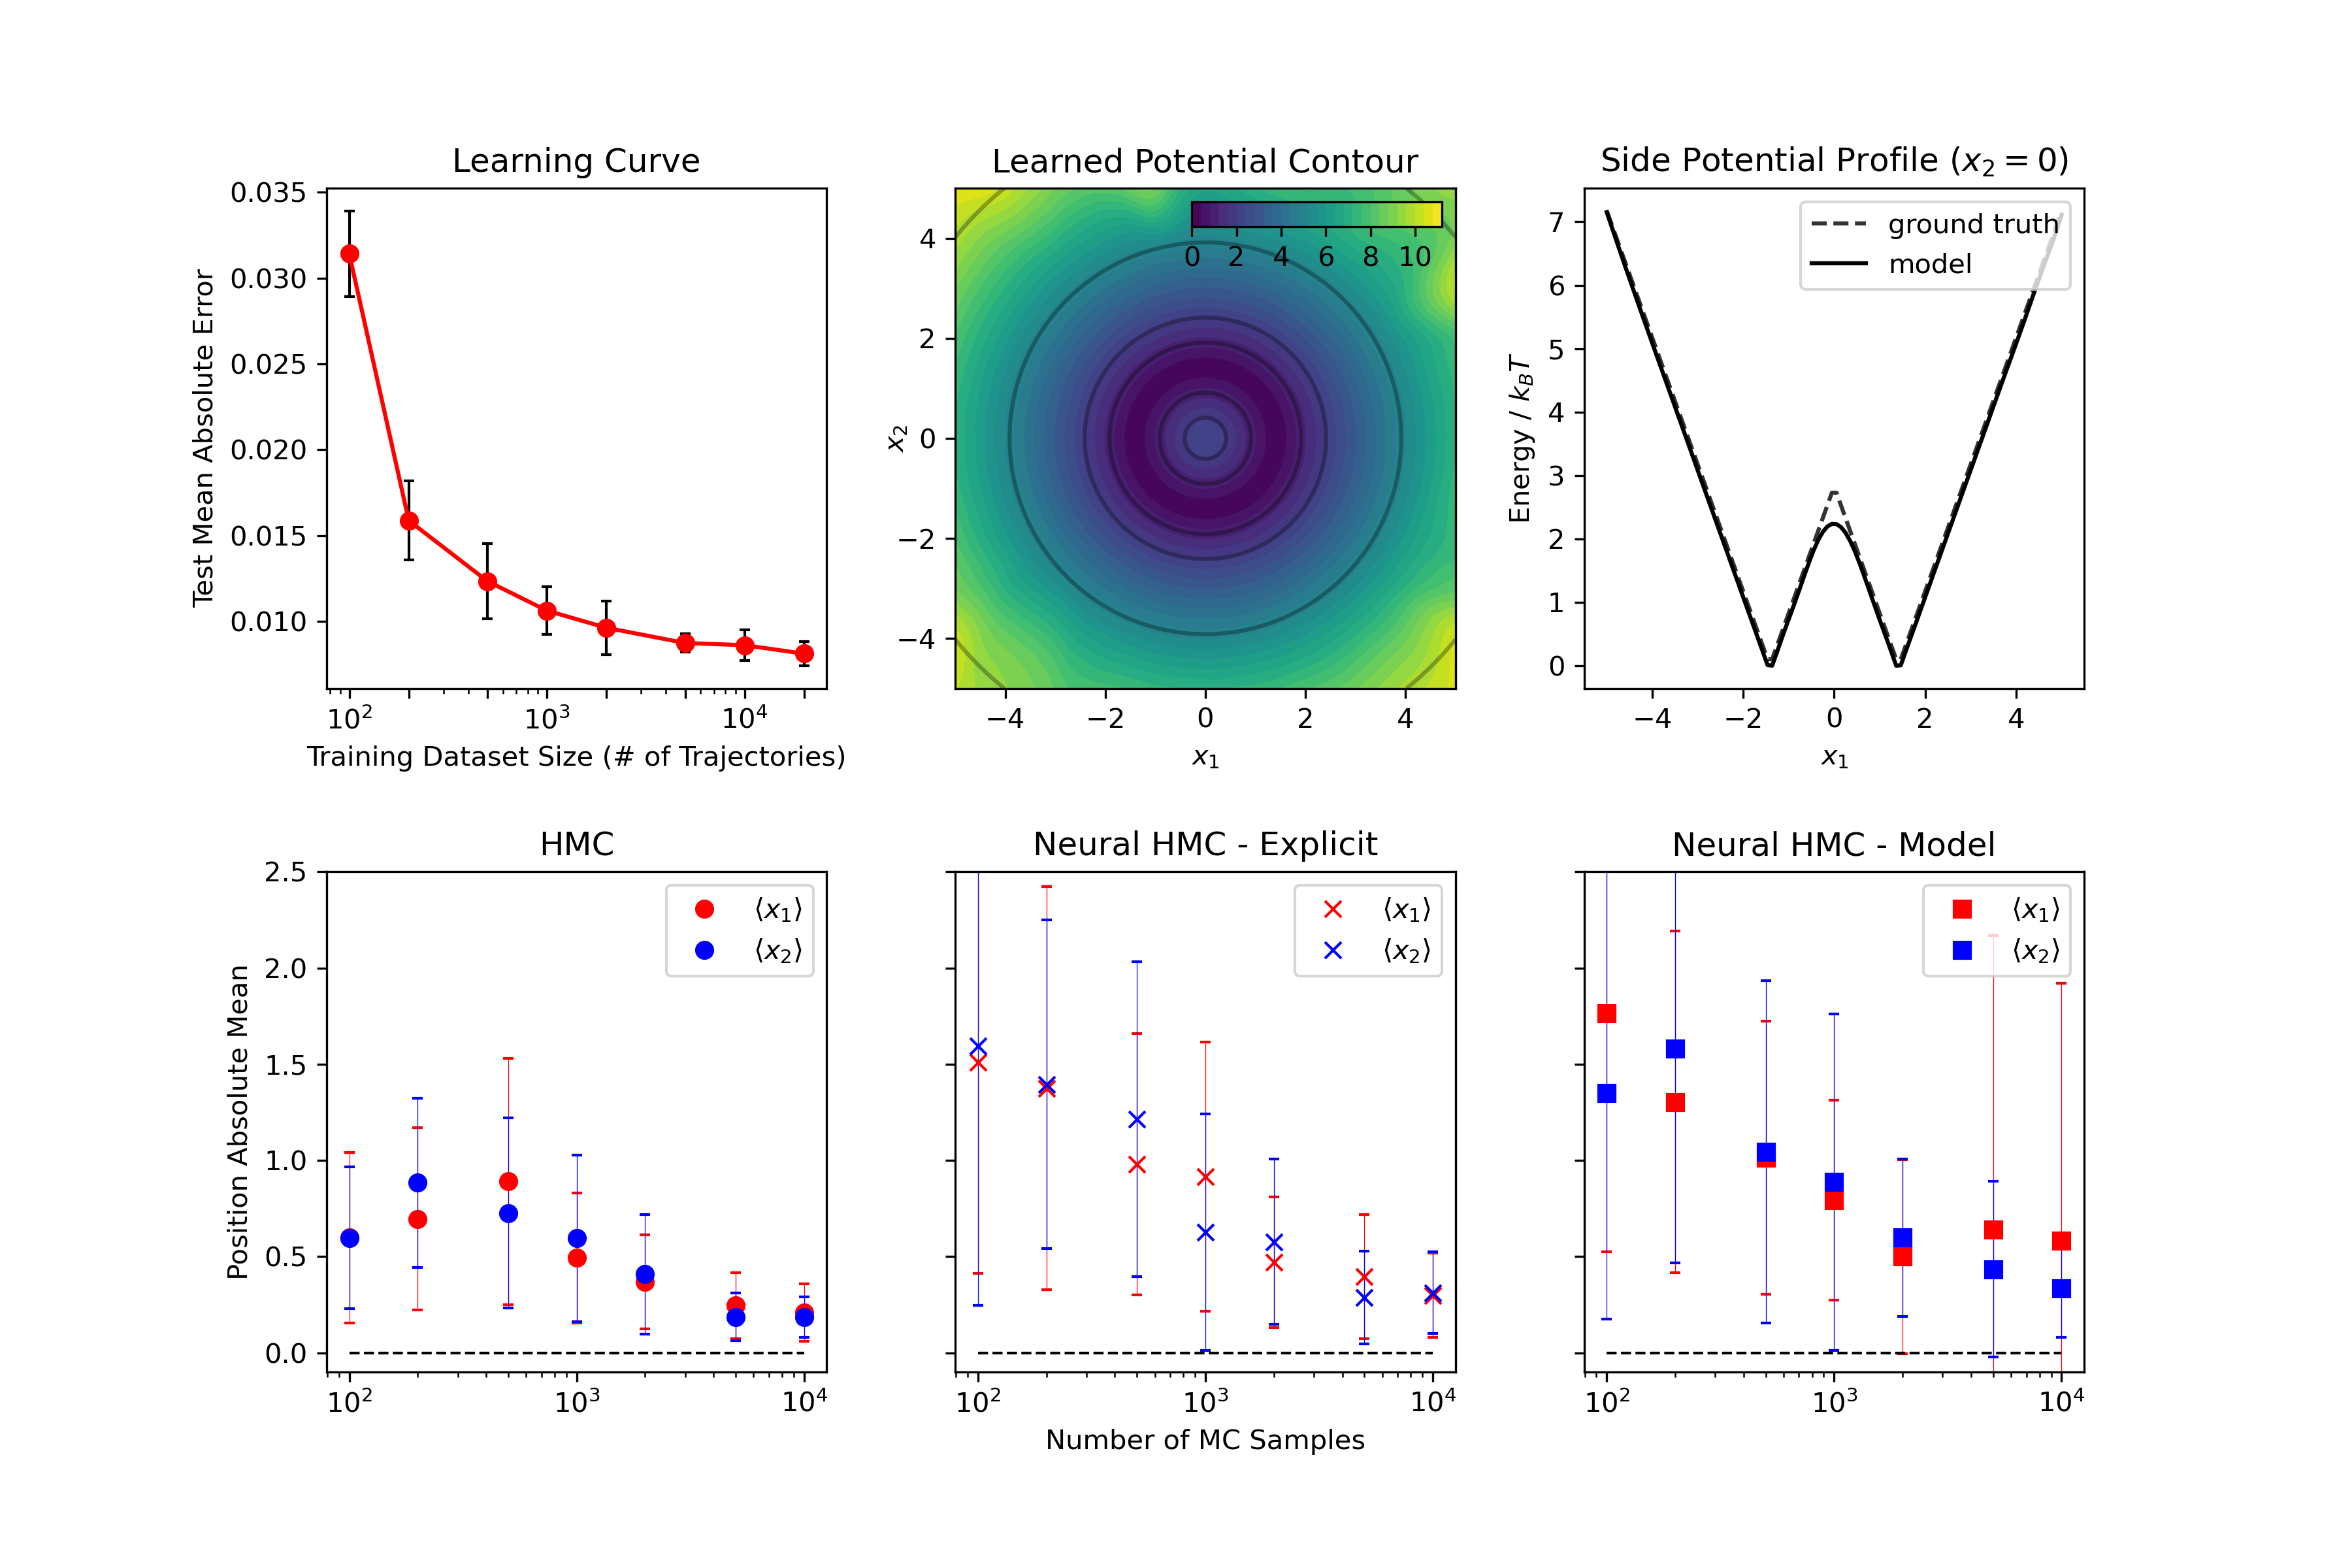 Learning Curve
Test Mean Absolute Error
0.035
0.030
0.025
0.020
0.015
0.010
10² 10³ 10⁴
Training Dataset Size (# of Trajectories)
Learned Potential Contour
x₂
4
2
0
−2
−4
0 2 4 6 8 10
−4 −2 0 2 4
x₁
Side Potential Profile (x₂ = 0)
Energy / k_BT
7
6
5
4
3
2
1
0
ground truth
model
−4 −2 0 2 4
x₁
HMC
Position Absolute Mean
2.5
2.0
1.5
1.0
0.5
0.0
⟨x₁⟩
⟨x₂⟩
10² 10³ 10⁴
Neural HMC - Explicit
⟨x₁⟩
⟨x₂⟩
10² 10³ 10⁴
Number of MC Samples
Neural HMC - Model
⟨x₁⟩
⟨x₂⟩
10² 10³ 10⁴